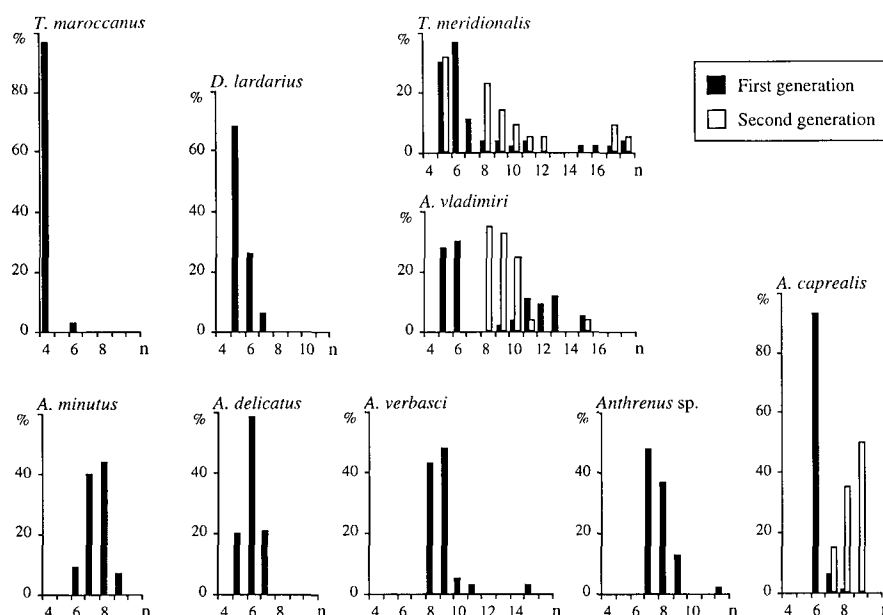 T. maroccanus
%
100
80
60
40
20
0
4 6 8 n
D. lardarius
%
80
60
40
20
0
4 6 8 10 n
T. meridionalis
%
40
20
0
4 6 8 10 12 14 16 n
First generation
Second generation
A. vladimiri
%
20
0
4 6 8 10 12 14 16 n
A. caprealis
%
80
60
40
20
0
4 6 8 n
A. minutus
%
40
20
0
4 6 8 n
A. delicatus
%
40
20
0
4 6 8 n
A. verbasci
%
40
20
0
4 6 8 10 12 14 n
Anthrenus sp.
%
40
20
0
4 6 8 10 n